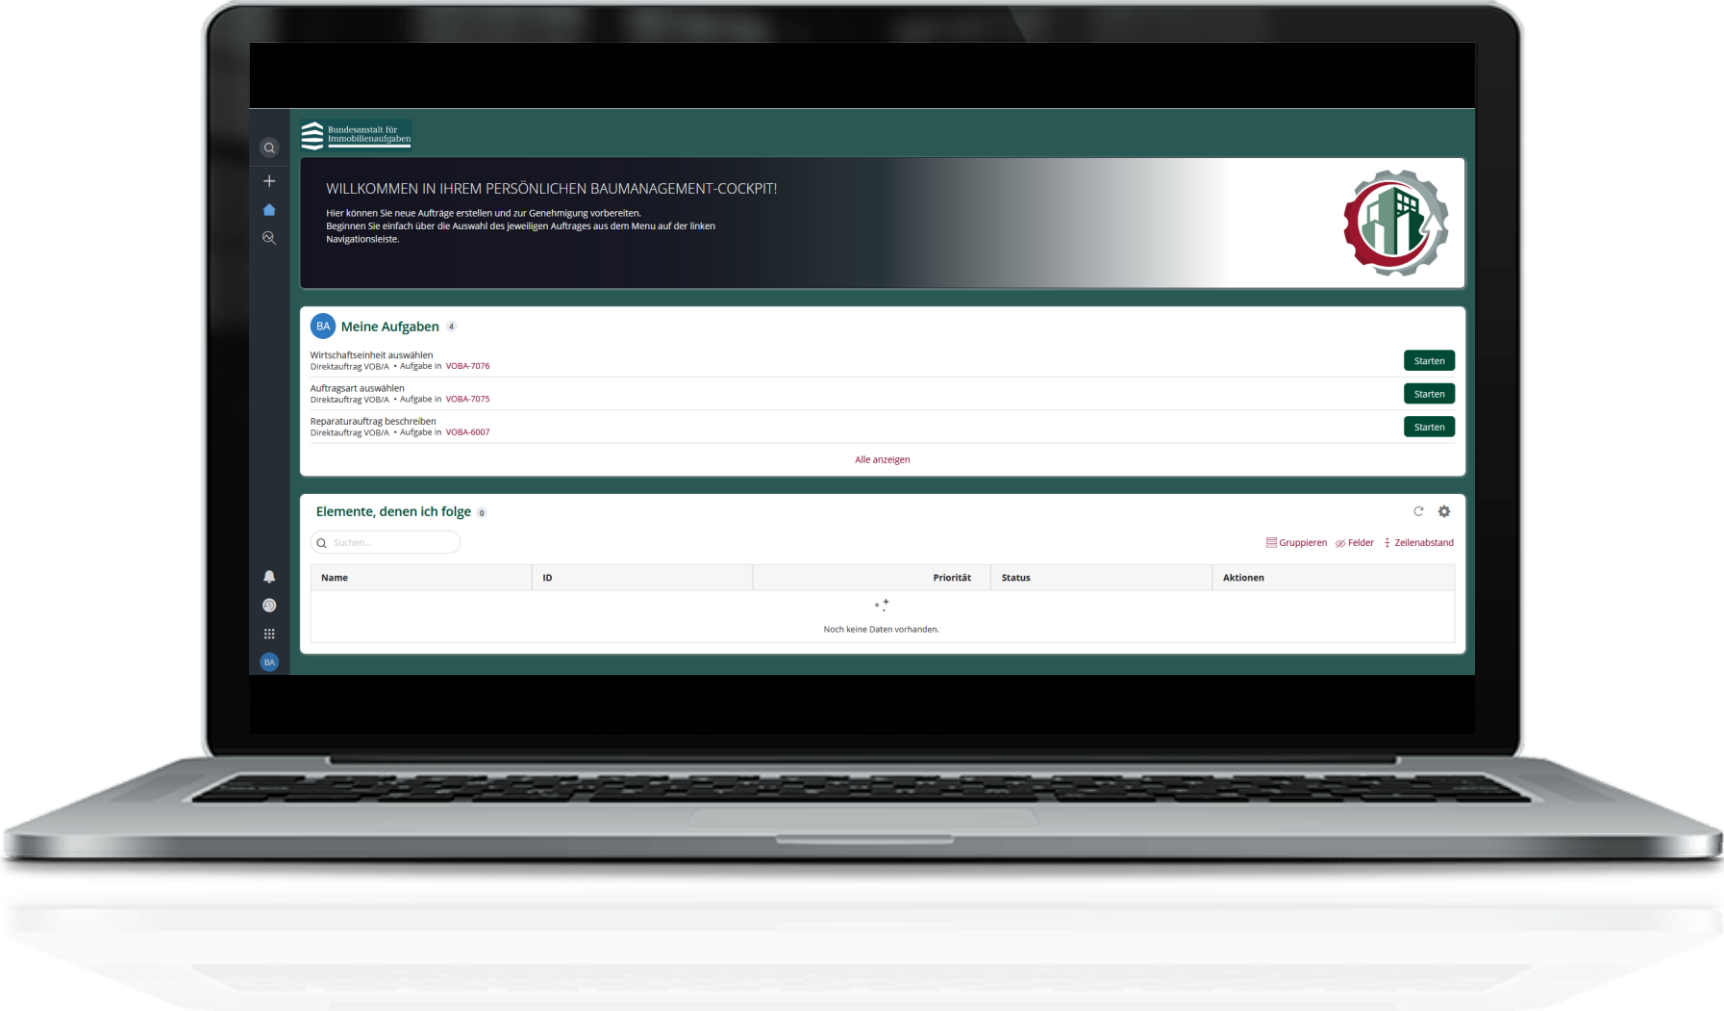 Bundesanstalt für
Immobilienaufgaben
WILLKOMMEN IN IHREM PERSÖNLICHEN BAUMANAGEMENT-COCKPIT!
Hier können Sie neue Aufträge erstellen und zur Genehmigung vorbereiten.
Beginnen Sie einfach über die Auswahl des jeweiligen Auftrages aus dem Menu auf der linken
Navigationsleiste.
BA Meine Aufgaben 4
Wirtschaftseinheit auswählen
Direktauftrag VOB/A • Aufgabe in VOBA-7076
Starten
Auftragsart auswählen
Direktauftrag VOB/A • Aufgabe in VOBA-7075
Starten
Reparaturauftrag beschreiben
Direktauftrag VOB/A • Aufgabe in VOBA-6007
Starten
Alle anzeigen
Elemente, denen ich folge 0
Suchen...
Gruppieren Felder Zeilenabstand
Name ID Priorität Status Aktionen
Noch keine Daten vorhanden.
BA